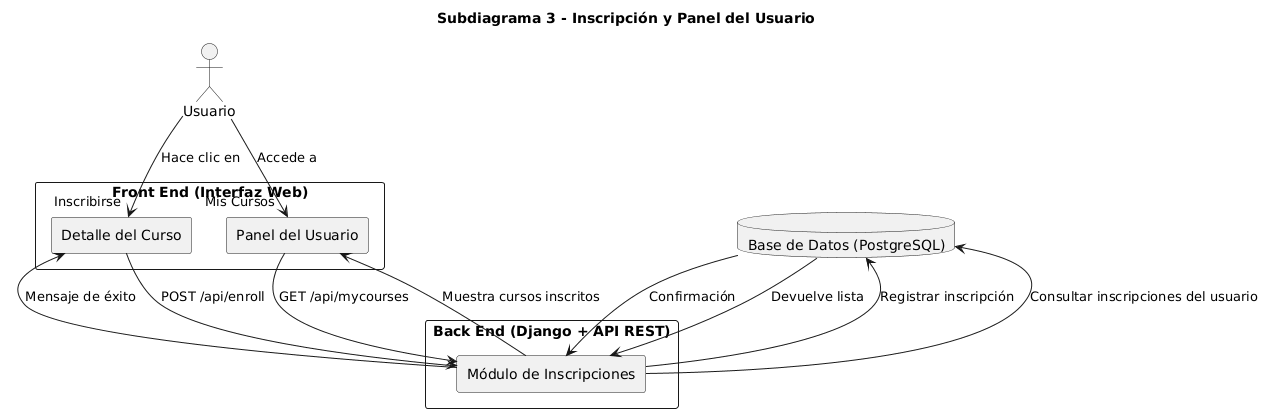 Subdiagrama 3 - Inscripción y Panel del Usuario
Usuario
Hace clic en
Accede a
Front End (Interfaz Web)
Inscribirse
Mis Cursos
Detalle del Curso
Panel del Usuario
Base de Datos (PostgreSQL)
Mensaje de éxito
POST /api/enroll
GET /api/mycourses
Muestra cursos inscritos
Confirmación
Devuelve lista
Registrar inscripción
Consultar inscripciones del usuario
Back End (Django + API REST)
Módulo de Inscripciones